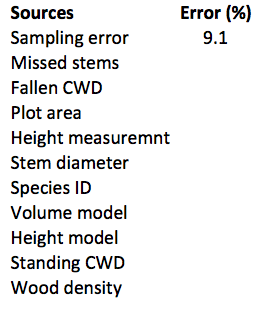 Sources Error (%)
Sampling error 9.1
Missed stems
Fallen CWD
Plot area
Height measuremnt
Stem diameter
Species ID
Volume model
Height model
Standing CWD
Wood density